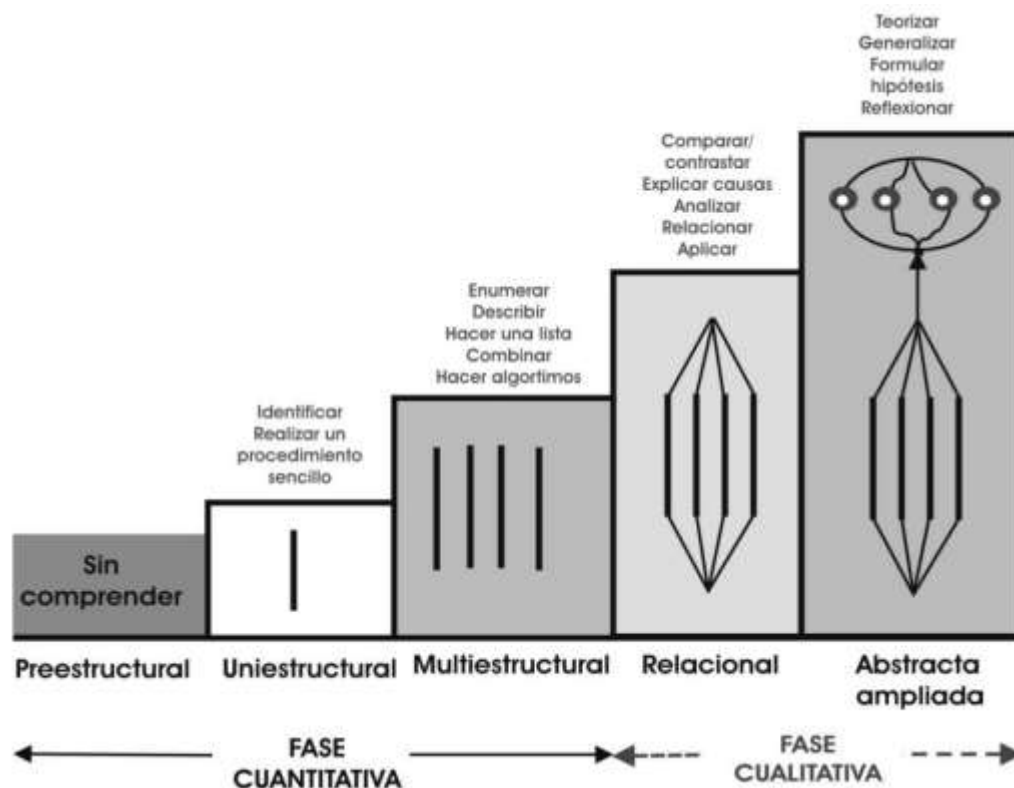 Teorizar
Generalizar
Formular
hipótesis
Reflexionar
Comparar/
contrastar
Explicar causas
Analizar
Relacionar
Aplicar
Enumerar
Describir
Hacer una lista
Combinar
Hacer algortimos
Identificar
Realizar un
procedimiento
sencillo
Sin
comprender
Preestructural
Uniestructural
Multiestructural
Relacional
Abstracta
ampliada
FASE
CUANTITATIVA
FASE
CUALITATIVA